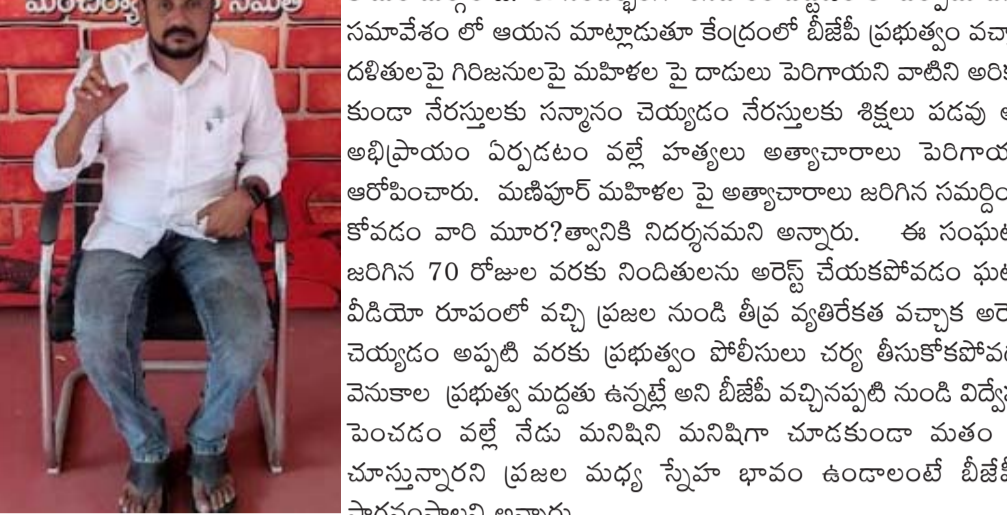 మంచిర్యాల
సమావేశం లో ఆయన మాట్లాడుతూ కేంద్రంలో బీజేపీ ప్రభుత్వం
దళితులపై గిరిజనులపై మహిళల పై దాడులు పెరిగాయని వాటిని
కుండా నేరస్తులకు సన్మానం చెయ్యడం నేరస్తులకు శిక్షలు పడవు
అభిప్రాయం ఏర్పడటం వల్లే హత్యలు అత్యాచారాలు
ఆరోపించారు. మణిపూర్ మహిళల పై అత్యాచారాలు జరిగిన
కోవడం వారి మూర?త్వానికి నిదర్శనమని అన్నారు. ఈ
జరిగిన 70 రోజుల వరకు నిందితులను అరెస్ట్ చేయకపోవడం
వీడియో రూపంలో వచ్చి ప్రజల నుండి తీవ్ర వ్యతిరేకత వచ్చాక
చెయ్యడం అప్పటి వరకు ప్రభుత్వం పోలీసులు చర్య
వెనుకాల ప్రభుత్వ మద్దతు ఉన్నట్లే అని బీజేపీ వచ్చినప్పటి నుండి
పెంచడం వల్లే నేడు మనిషిని మనిషిగా చూడకుండా మతం
చూస్తున్నారని ప్రజల మధ్య స్నేహ భావం ఉండాలంటే